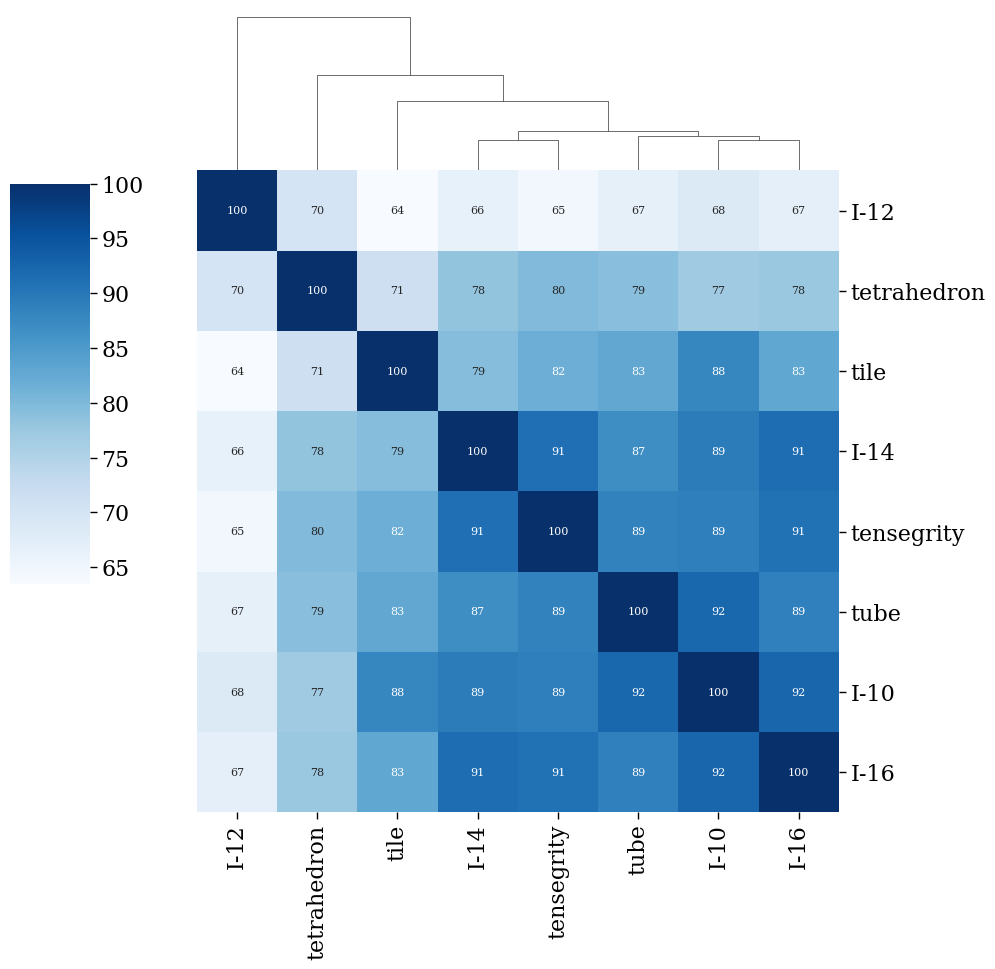 100
95
90
85
80
75
70
65
100 70 64 66 65 67 68 67 I-12
70 100 71 78 80 79 77 78 tetrahedron
64 71 100 79 82 83 88 83 tile
66 78 79 100 91 87 89 91 I-14
65 80 82 91 100 89 89 91 tensegrity
67 79 83 87 89 100 92 89 tube
68 77 88 89 89 92 100 92 I-10
67 78 83 91 91 89 92 100 I-16
I-12 tetrahedron tile I-14 tensegrity tube I-10 I-16